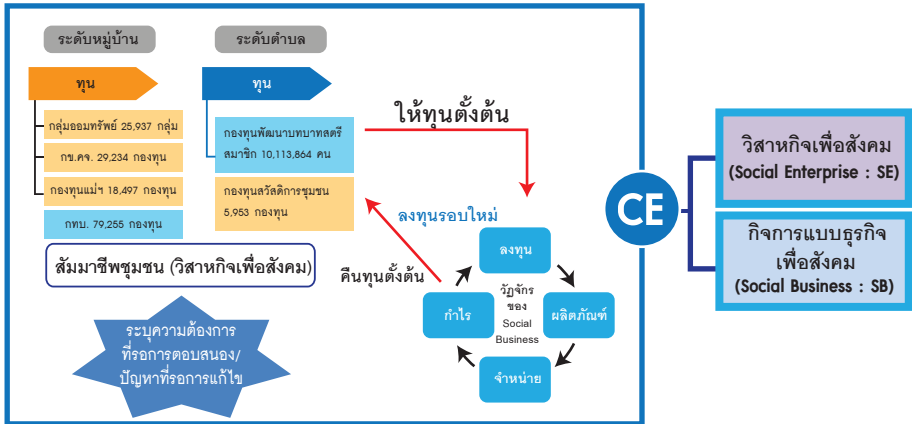 ระดับหมู่บ้าน
ทุน
กลุ่มออมทรัพย์ 25,937 กลุ่ม
กข.คจ. 29,234 กองทุน
กองทุนแม่ฯ 18,497 กองทุน
กทบ. 79,255 กองทุน
ระดับตำบล
ทุน
กองทุนพัฒนาบทบาทสตรี
สมาชิก 10,113,864 คน
กองทุนสวัสดิการชุมชน
5,953 กองทุน
ให้ทุนตั้งต้น
ลงทุนรอบใหม่
คืนทุนตั้งต้น
ลงทุน
ผลิตภัณฑ์
จำหน่าย
กำไร
วัฏจักร
ของ
Social
Business
สัมมาชีพชุมชน (วิสาหกิจเพื่อสังคม)
ระบุความต้องการ
ที่รอการตอบสนอง/
ปัญหาที่รอการแก้ไข
CE
วิสาหกิจเพื่อสังคม
(Social Enterprise : SE)
กิจการแบบธุรกิจ
เพื่อสังคม
(Social Business : SB)